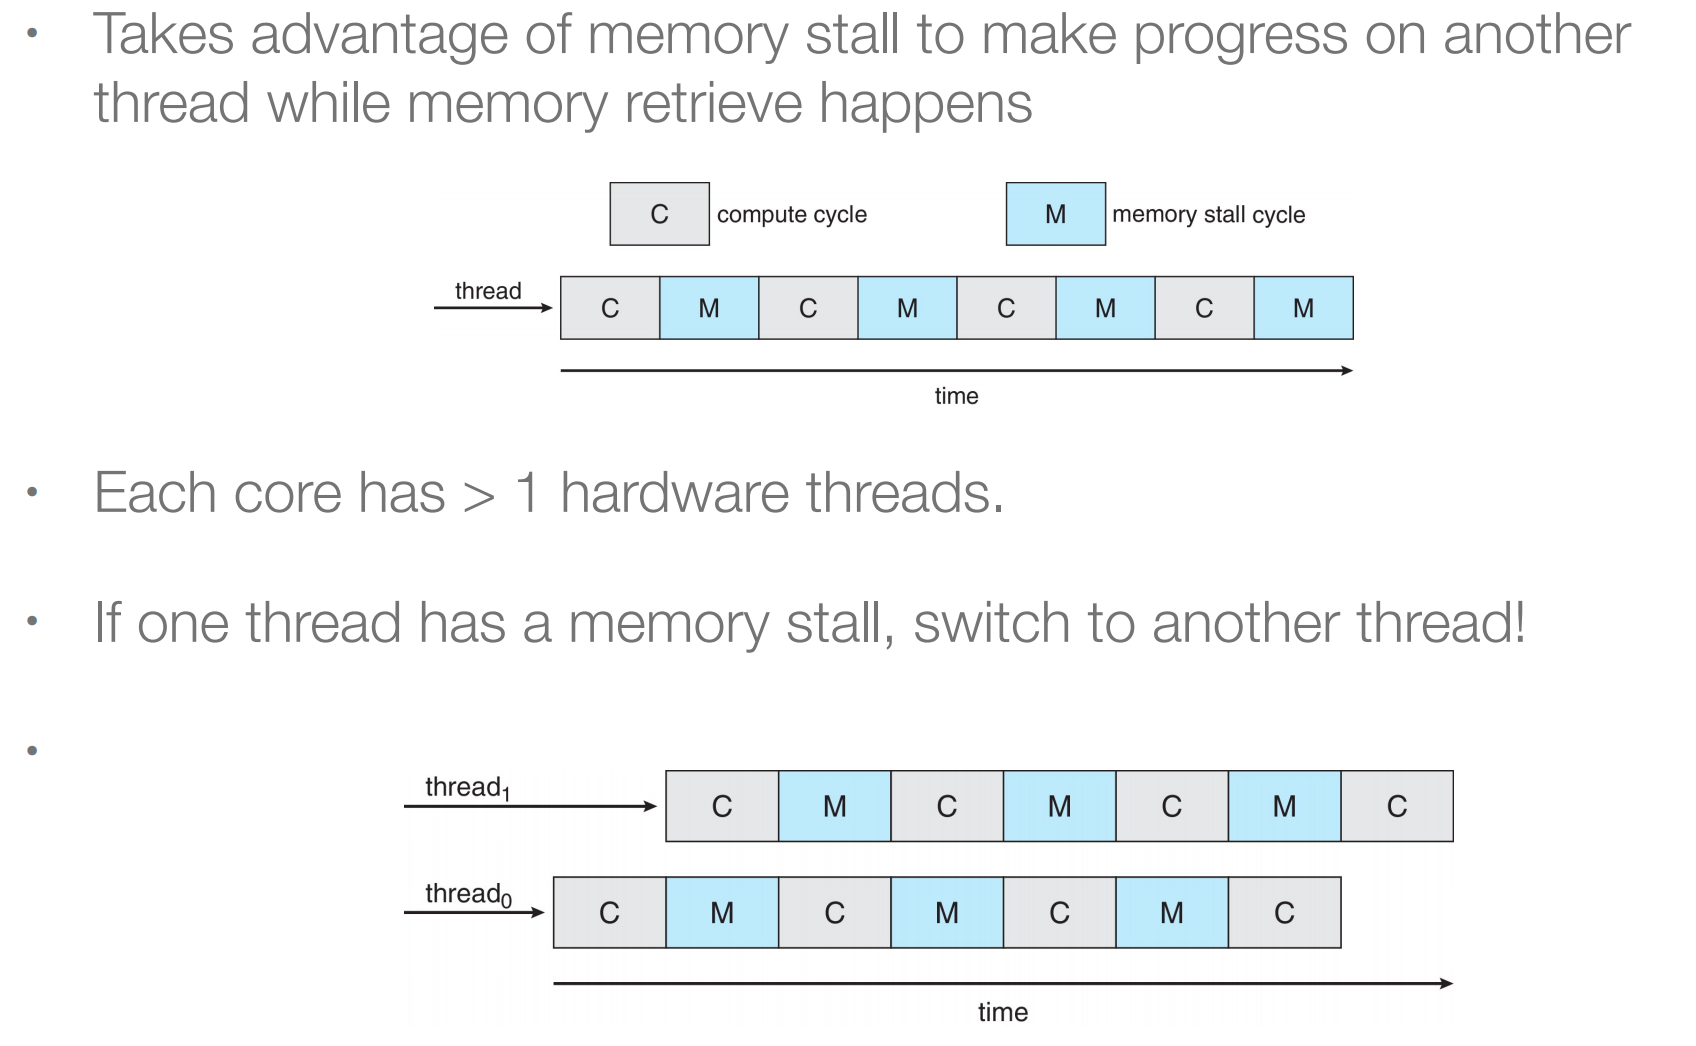 • Takes advantage of memory stall to make progress on another
thread while memory retrieve happens
C compute cycle M memory stall cycle
thread
C M C M C M C M
time
• Each core has > 1 hardware threads.
• If one thread has a memory stall, switch to another thread!
•
thread₁
C M C M C M C
thread₀
C M C M C M C
time